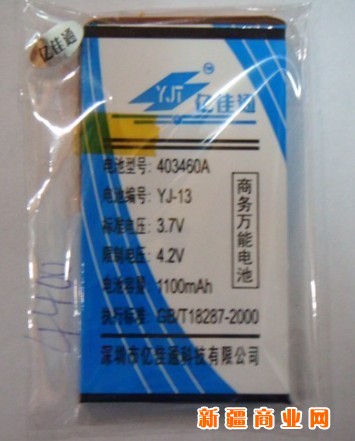 亿佳通
YJT
TM
亿佳通
电池型号: 403460A
电池编号: YJ-13
标准电压: 3.7V
限制电压: 4.2V
电池容量: 1100mAh
执行标准: GB/T18287-2000
深圳市亿佳通科技有限公司
商务万能电池
新疆商业网